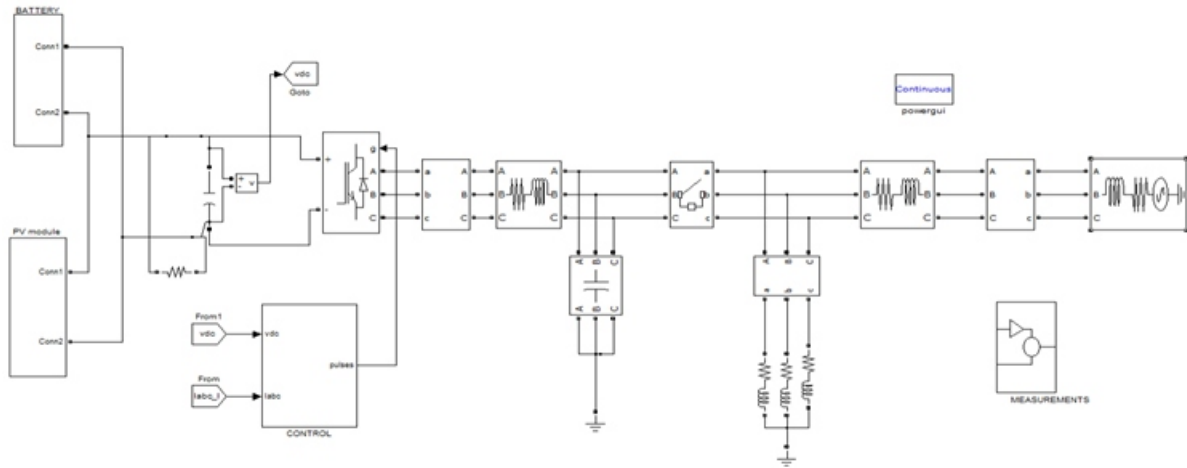 BATTERY
Conn1
Conn2
vdc
Goto
Continuous
powergui
+
-
v
g
+
-
A
B
C
a
b
c
A
B
C
A
B
C
A
B
C
A
B
C
a
b
c
A
B
C
A
B
C
A
B
C
a
b
c
A
B
C
PV module
Conn1
Conn2
A
B
C
A
B
C
A
B
C
a
b
c
From1
vdc
From
Iabc_I
vdc
Iabc
pulses
CONTROL
MEASUREMENTS